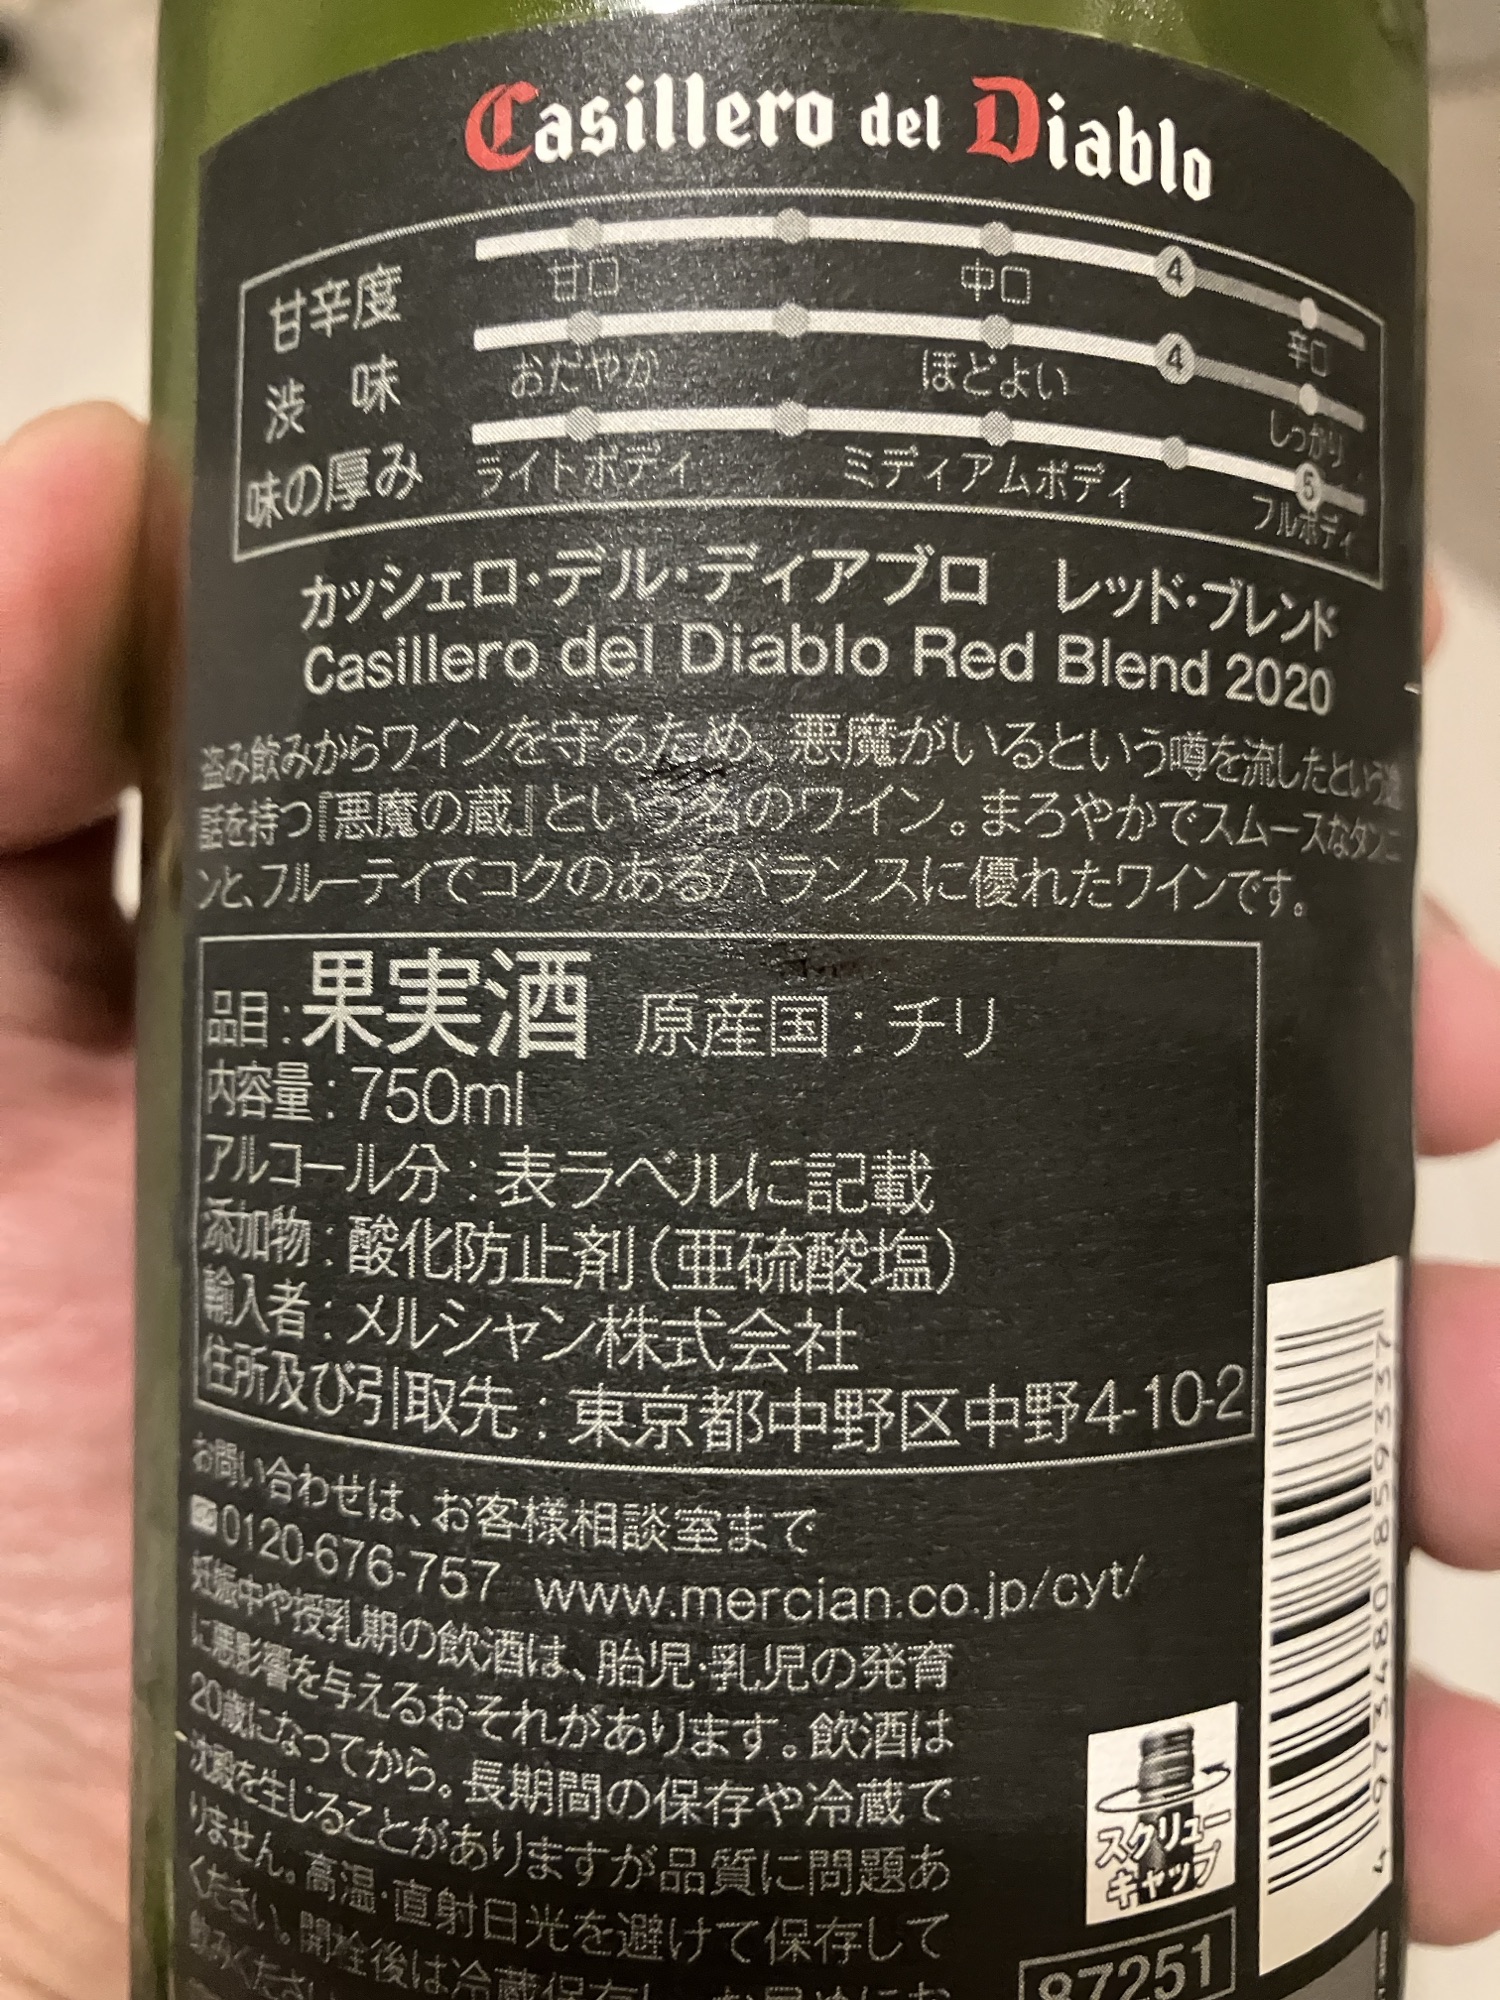 Casillero del Diablo
甘辛度 甘口 中口 4 辛口
渋 味 おだやか ほどよい 4 しっかり
味の厚み ライトボディ ミディアムボディ 5 フルボディ
カッシェロ・デル・ディアブロ レッド・ブレンド
Casillero del Diablo Red Blend 2020
盗み飲みからワインを守るため、悪魔がいるという噂を流したという逸
話を持つ『悪魔の蔵』という名のワイン。まろやかでスムースなタンニ
ンと、フルーティでコクのあるバランスに優れたワインです。
品目:果実酒 原産国:チリ
内容量:750ml
アルコール分:表ラベルに記載
添加物:酸化防止剤(亜硫酸塩)
輸入者:メルシャン株式会社
住所及び引取先:東京都中野区中野4-10-2
お問い合わせは、お客様相談室まで
0120-676-757 www.mercian.co.jp/cyt/
妊娠中や授乳期の飲酒は、胎児・乳児の発育
に悪影響を与えるおそれがあります。飲酒は
20歳になってから。長期間の保存や冷蔵で
沈殿を生じることがありますが品質に問題あ
りません。高温・直射日光を避けて保存して
ください。開栓後は冷蔵保存し、お早めにお
飲みください
スクリュー
キャップ
4 973480 859337
87251